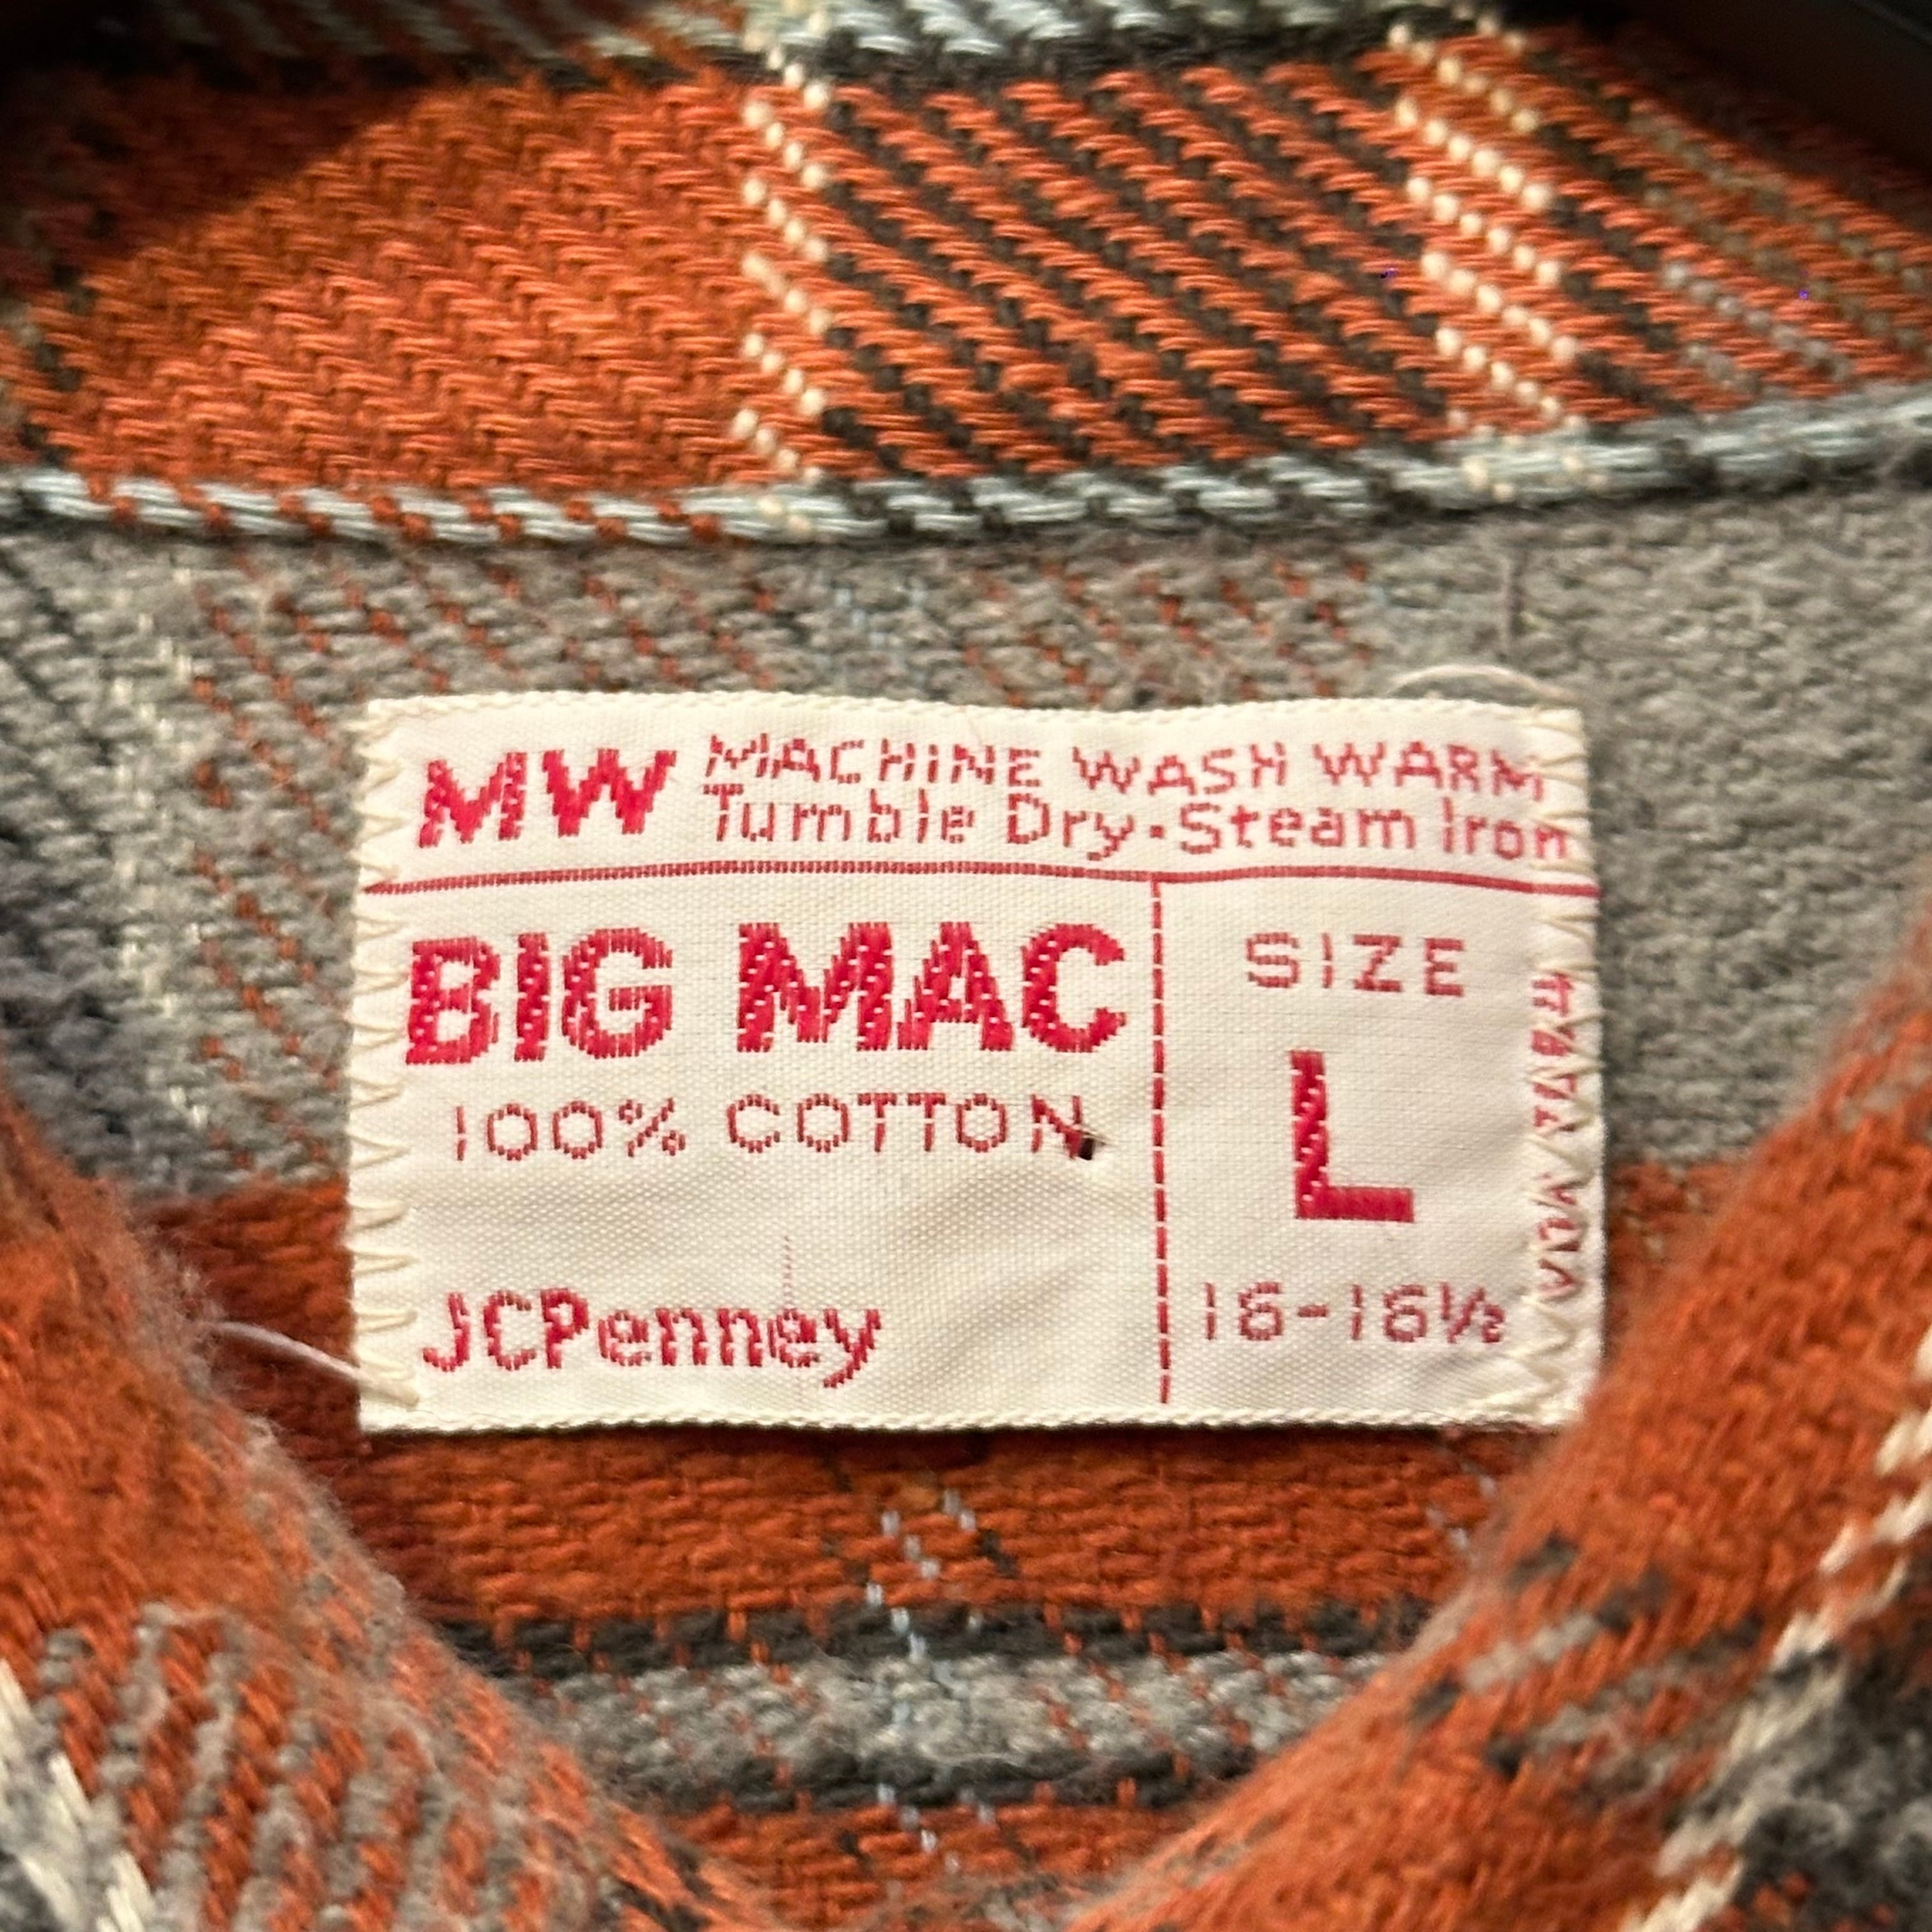 MW
MACHINE WASH WARM
Tumble Dry·Steam Iron
BIG MAC
100% COTTON
JCPenney
SIZE
L
16-16½